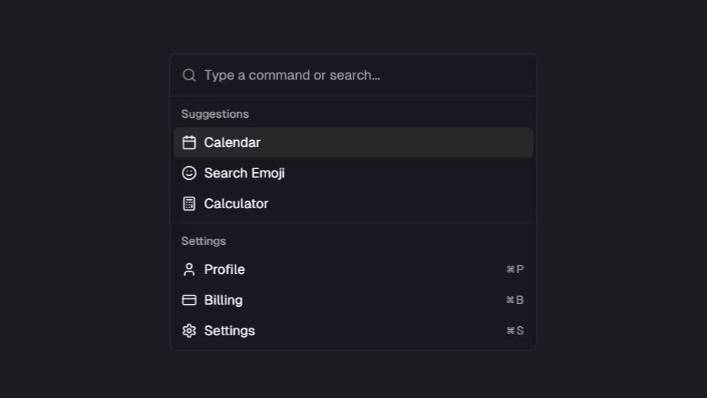 Type a command or search...
Suggestions
Calendar
Search Emoji
Calculator
Settings
Profile ⌘P
Billing ⌘B
Settings ⌘S